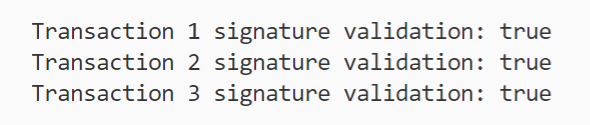 Transaction 1 signature validation: true
Transaction 2 signature validation: true
Transaction 3 signature validation: true